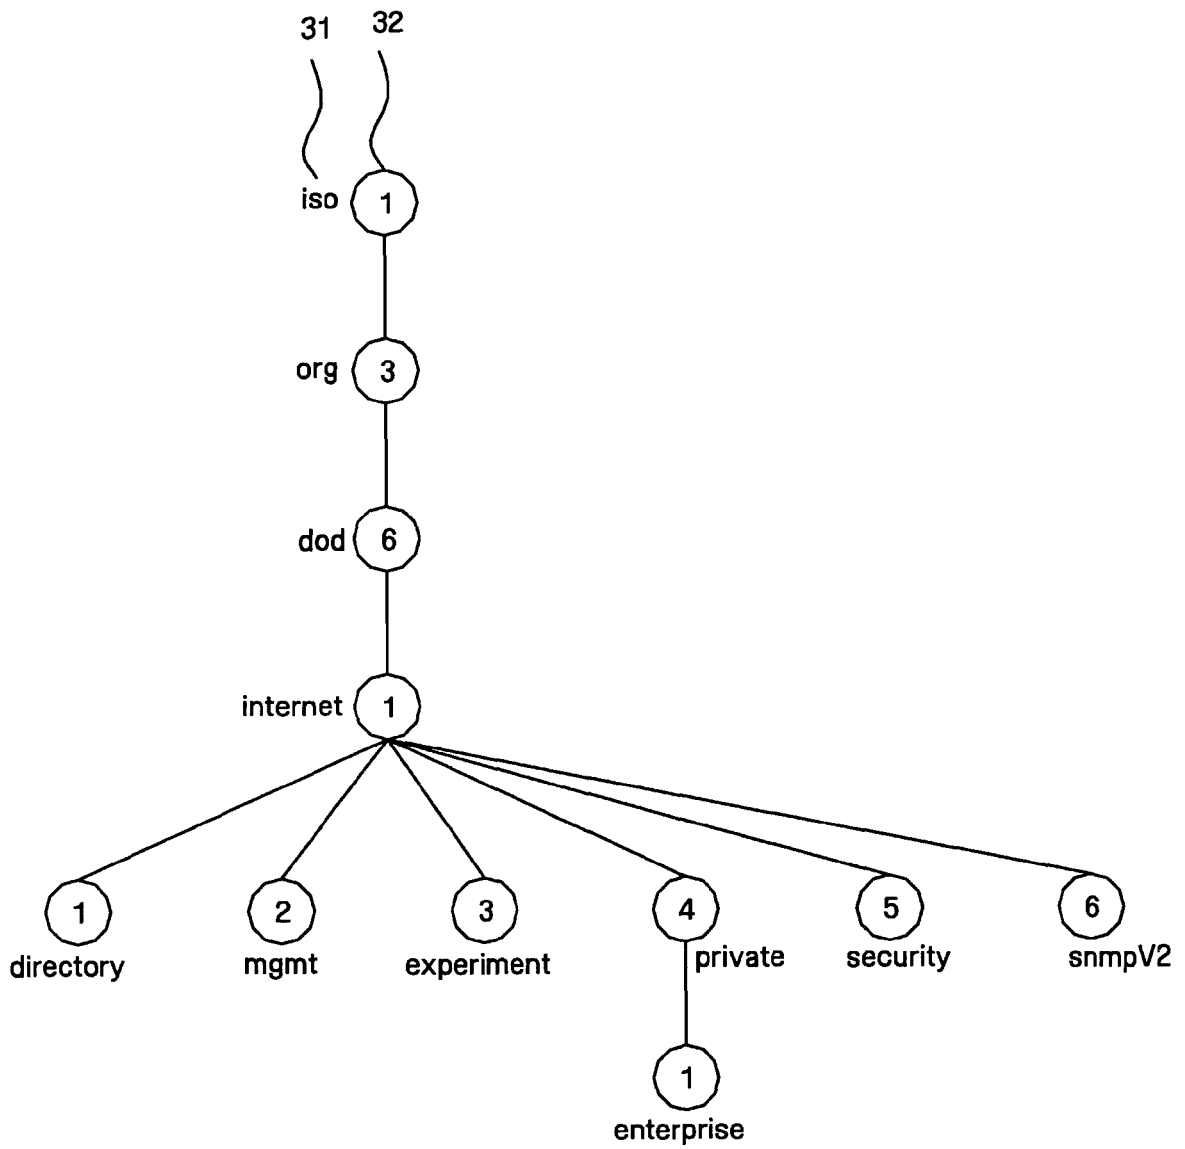 31 32
iso 1
org 3
dod 6
internet 1
1 2 3 4 5 6
directory mgmt experiment private security snmpV2
1
enterprise